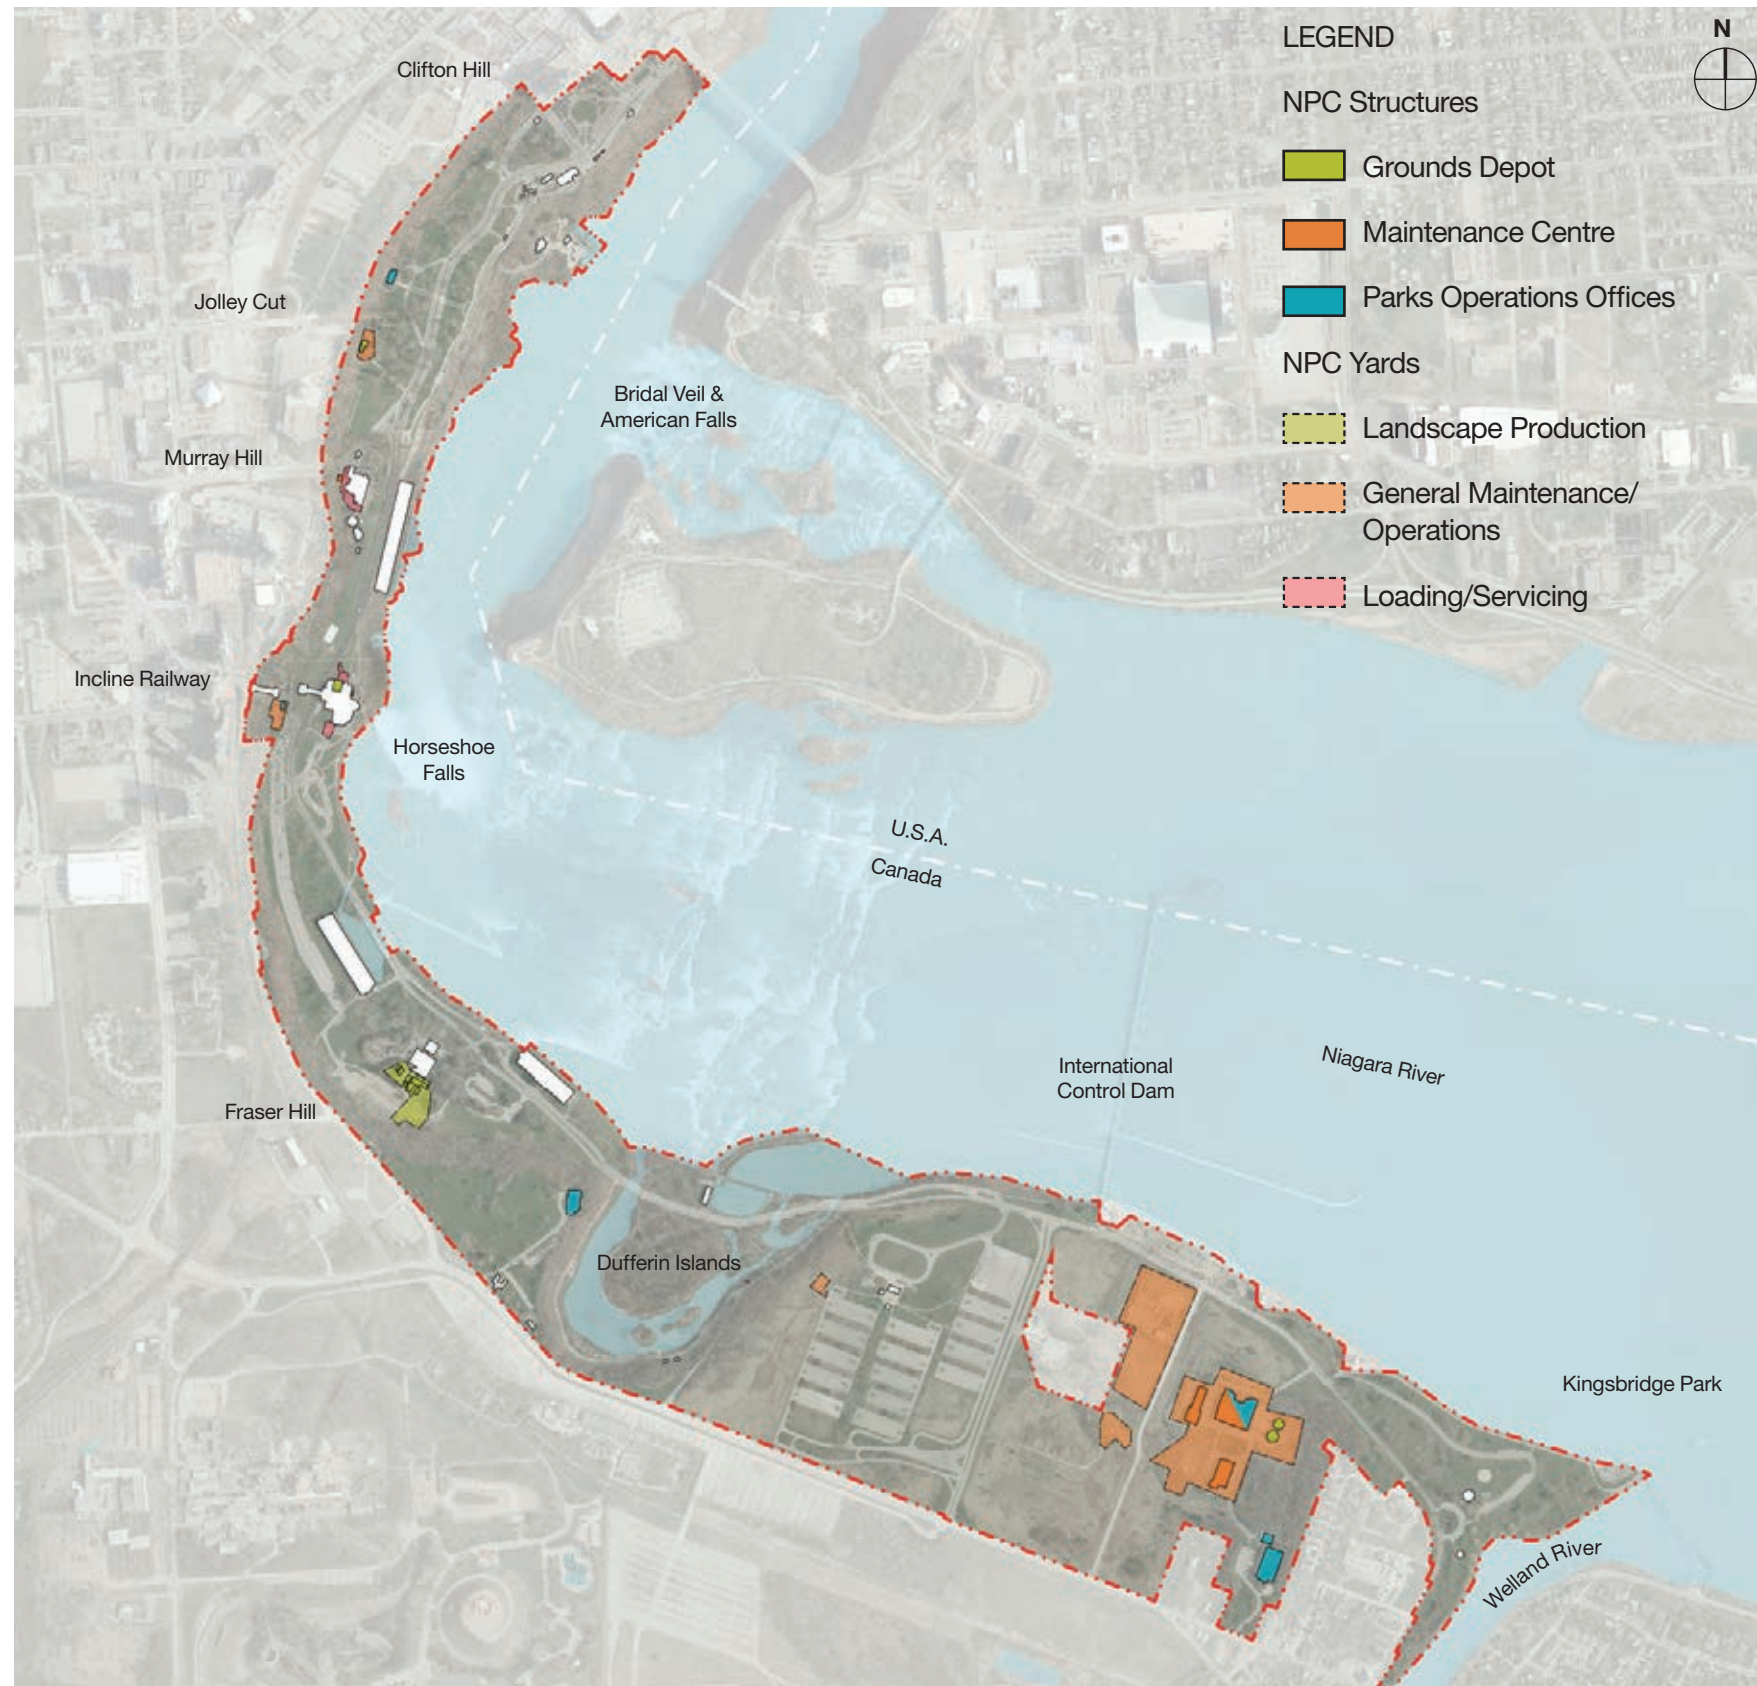 LEGEND
N
NPC Structures
Grounds Depot
Maintenance Centre
Parks Operations Offices
NPC Yards
Landscape Production
General Maintenance/
Operations
Loading/Servicing
Clifton Hill
Jolley Cut
Bridal Veil &
American Falls
Murray Hill
Incline Railway
Horseshoe
Falls
U.S.A.
Canada
International
Control Dam
Niagara River
Fraser Hill
Dufferin Islands
Kingsbridge Park
Welland River